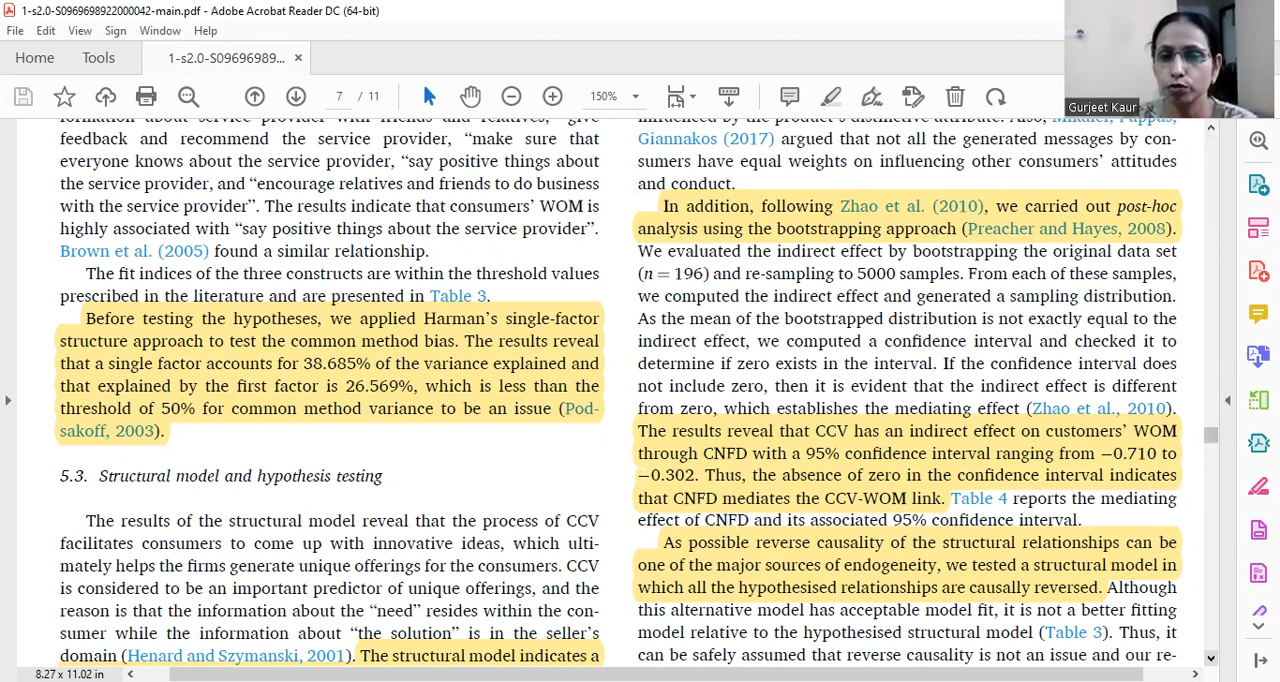 1-s2.0-S0969698922000042-main.pdf - Adobe Acrobat Reader DC (64-bit)
File Edit View Sign Window Help
Home Tools 1-s2.0-S09696989... ×
7 / 11 150%
Gurjeet Kaur
formation about service provider with friends and relatives, “give
feedback and recommend the service provider, “make sure that
everyone knows about the service provider, “say positive things about
the service provider, and “encourage relatives and friends to do business
with the service provider”. The results indicate that consumers’ WOM is
highly associated with “say positive things about the service provider”.
Brown et al. (2005) found a similar relationship.
The fit indices of the three constructs are within the threshold values
prescribed in the literature and are presented in Table 3.
Before testing the hypotheses, we applied Harman’s single-factor
structure approach to test the common method bias. The results reveal
that a single factor accounts for 38.685% of the variance explained and
that explained by the first factor is 26.569%, which is less than the
threshold of 50% for common method variance to be an issue (Pod-
sakoff, 2003).
5.3. Structural model and hypothesis testing
The results of the structural model reveal that the process of CCV
facilitates consumers to come up with innovative ideas, which ulti-
mately helps the firms generate unique offerings for the consumers. CCV
is considered to be an important predictor of unique offerings, and the
reason is that the information about the “need” resides within the con-
sumer while the information about “the solution” is in the seller’s
domain (Henard and Szymanski, 2001). The structural model indicates a
influenced by the product’s distinctive attribute. Also, Mikalef, Pappas,
Giannakos (2017) argued that not all the generated messages by con-
sumers have equal weights on influencing other consumers’ attitudes
and conduct.
In addition, following Zhao et al. (2010), we carried out post-hoc
analysis using the bootstrapping approach (Preacher and Hayes, 2008).
We evaluated the indirect effect by bootstrapping the original data set
(n = 196) and re-sampling to 5000 samples. From each of these samples,
we computed the indirect effect and generated a sampling distribution.
As the mean of the bootstrapped distribution is not exactly equal to the
indirect effect, we computed a confidence interval and checked it to
determine if zero exists in the interval. If the confidence interval does
not include zero, then it is evident that the indirect effect is different
from zero, which establishes the mediating effect (Zhao et al., 2010).
The results reveal that CCV has an indirect effect on customers’ WOM
through CNFD with a 95% confidence interval ranging from −0.710 to
−0.302. Thus, the absence of zero in the confidence interval indicates
that CNFD mediates the CCV-WOM link. Table 4 reports the mediating
effect of CNFD and its associated 95% confidence interval.
As possible reverse causality of the structural relationships can be
one of the major sources of endogeneity, we tested a structural model in
which all the hypothesised relationships are causally reversed. Although
this alternative model has acceptable model fit, it is not a better fitting
model relative to the hypothesised structural model (Table 3). Thus, it
can be safely assumed that reverse causality is not an issue and our re-
8.27 x 11.02 in